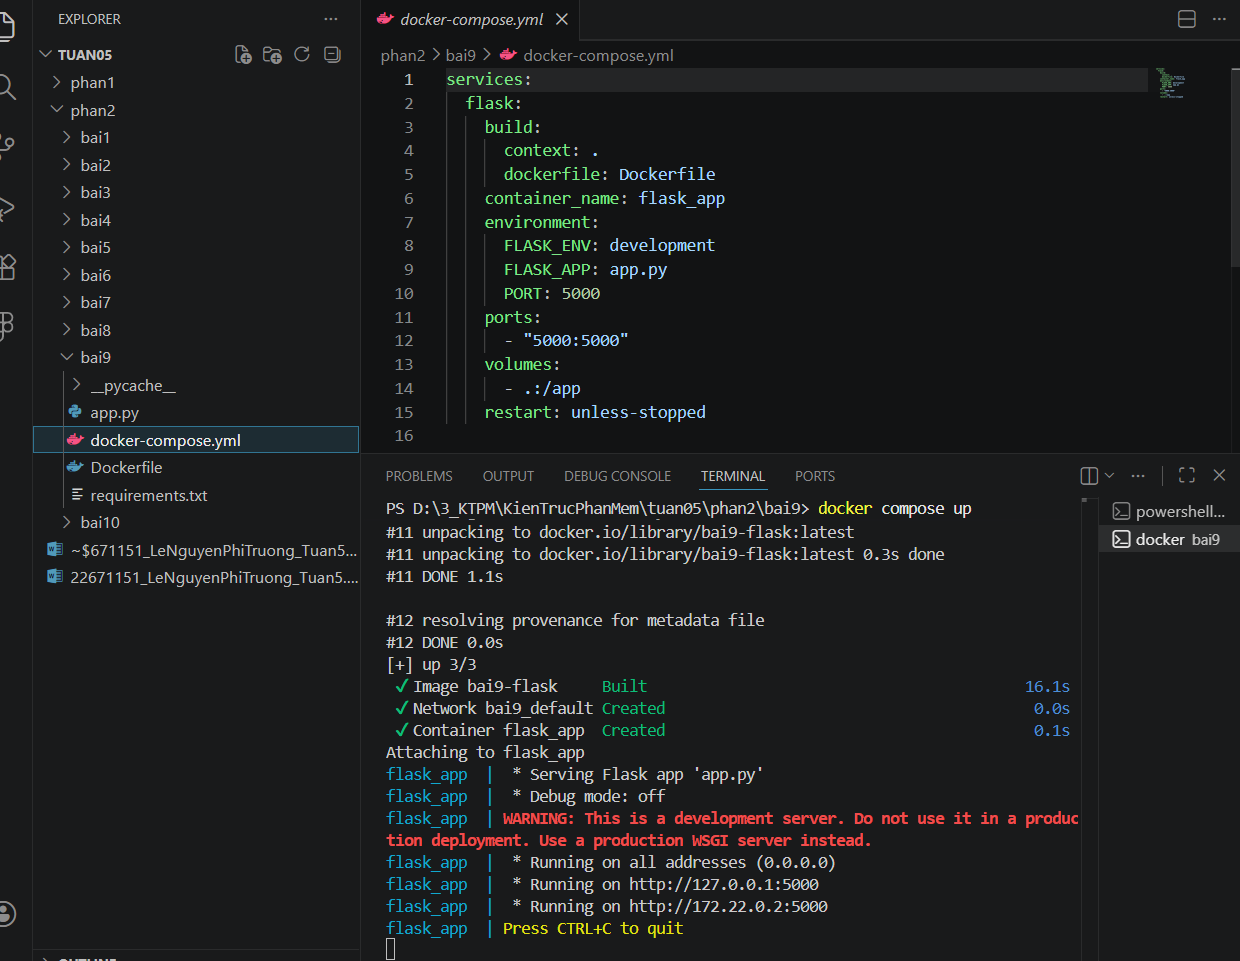 EXPLORER
TUAN05
phan1
phan2
bai1
bai2
bai3
bai4
bai5
bai6
bai7
bai8
bai9
__pycache__
app.py
docker-compose.yml
Dockerfile
requirements.txt
bai10
~$671151_LeNguyenPhiTruong_Tuan5...
22671151_LeNguyenPhiTruong_Tuan5....
OUTLINE
docker-compose.yml
phan2 > bai9 > docker-compose.yml
1 services:
2 flask:
3 build:
4 context: .
5 dockerfile: Dockerfile
6 container_name: flask_app
7 environment:
8 FLASK_ENV: development
9 FLASK_APP: app.py
10 PORT: 5000
11 ports:
12 - "5000:5000"
13 volumes:
14 - .:/app
15 restart: unless-stopped
16
PROBLEMS OUTPUT DEBUG CONSOLE TERMINAL PORTS
PS D:\3_KTPM\KienTrucPhanMem\tuan05\phan2\bai9> docker compose up
#11 unpacking to docker.io/library/bai9-flask:latest
#11 unpacking to docker.io/library/bai9-flask:latest 0.3s done
#11 DONE 1.1s
#12 resolving provenance for metadata file
#12 DONE 0.0s
[+] up 3/3
✓ Image bai9-flask Built 16.1s
✓ Network bai9_default Created 0.0s
✓ Container flask_app Created 0.1s
Attaching to flask_app
flask_app | * Serving Flask app 'app.py'
flask_app | * Debug mode: off
flask_app | WARNING: This is a development server. Do not use it in a produc
tion deployment. Use a production WSGI server instead.
flask_app | * Running on all addresses (0.0.0.0)
flask_app | * Running on http://127.0.0.1:5000
flask_app | * Running on http://172.22.0.2:5000
flask_app | Press CTRL+C to quit
powershell...
docker bai9